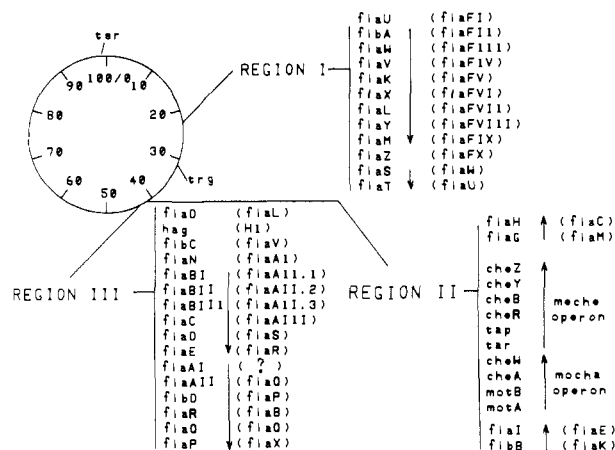 tsr
100/0
10
20
30
40
50
60
70
80
90
trg
REGION I
flaU (flaFI)
flbA (flaFII)
flaW (flaFIII)
flaV (flaFIV)
flaK (flaFV)
flaX (flaFVI)
flaL (flaFVII)
flaY (flaFVIII)
flaM (flaFIX)
flaZ (flaFX)
flaS (flaW)
flaT (flaU)
REGION III
flaD (flaL)
hag (H1)
flbC (flaV)
flaN (flaA1)
flaBI (flaAII.1)
flaBII (flaAII.2)
flaBIII (flaAII.3)
flaC (flaAIII)
flaO (flaS)
flaE (flaR)
flaAI ( ? )
flaAII (flaQ)
flbD (flaP)
flaR (flaB)
flaQ (flaO)
flaP (flaX)
REGION II
flaH (flaC)
flaG (flaM)
cheZ
cheY
cheB
cheR
tap
tar
meche
operon
cheW
cheA
motB
motA
mocha
operon
flaI (flaE)
flbB (flaK)